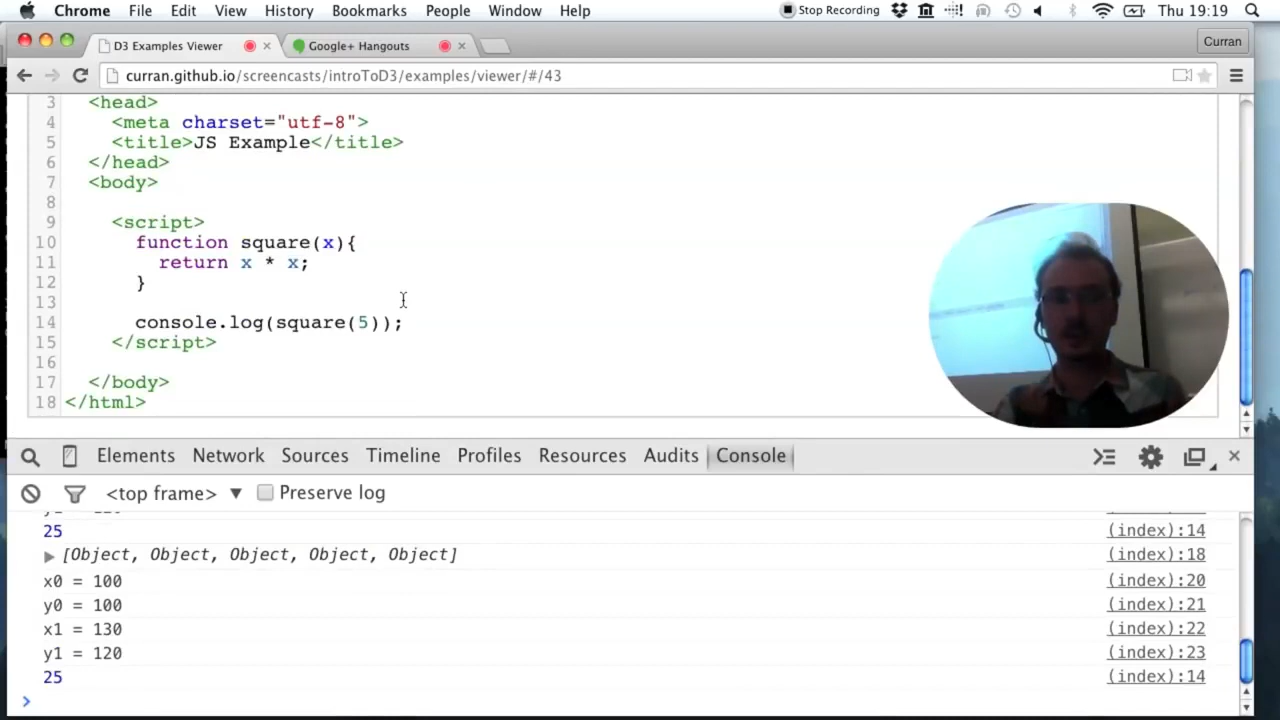 Chrome File Edit View History Bookmarks People Window Help Stop Recording Thu 19:19
D3 Examples Viewer Google+ Hangouts Curran
curran.github.io/screencasts/introToD3/examples/viewer/#/43
3 <head>
4 <meta charset="utf-8">
5 <title>JS Example</title>
6 </head>
7 <body>
8
9 <script>
10 function square(x){
11 return x * x;
12 }
13
14 console.log(square(5));
15 </script>
16
17 </body>
18 </html>
Elements Network Sources Timeline Profiles Resources Audits Console
<top frame> Preserve log
25 (index):14
[Object, Object, Object, Object, Object] (index):18
x0 = 100 (index):20
y0 = 100 (index):21
x1 = 130 (index):22
y1 = 120 (index):23
25 (index):14